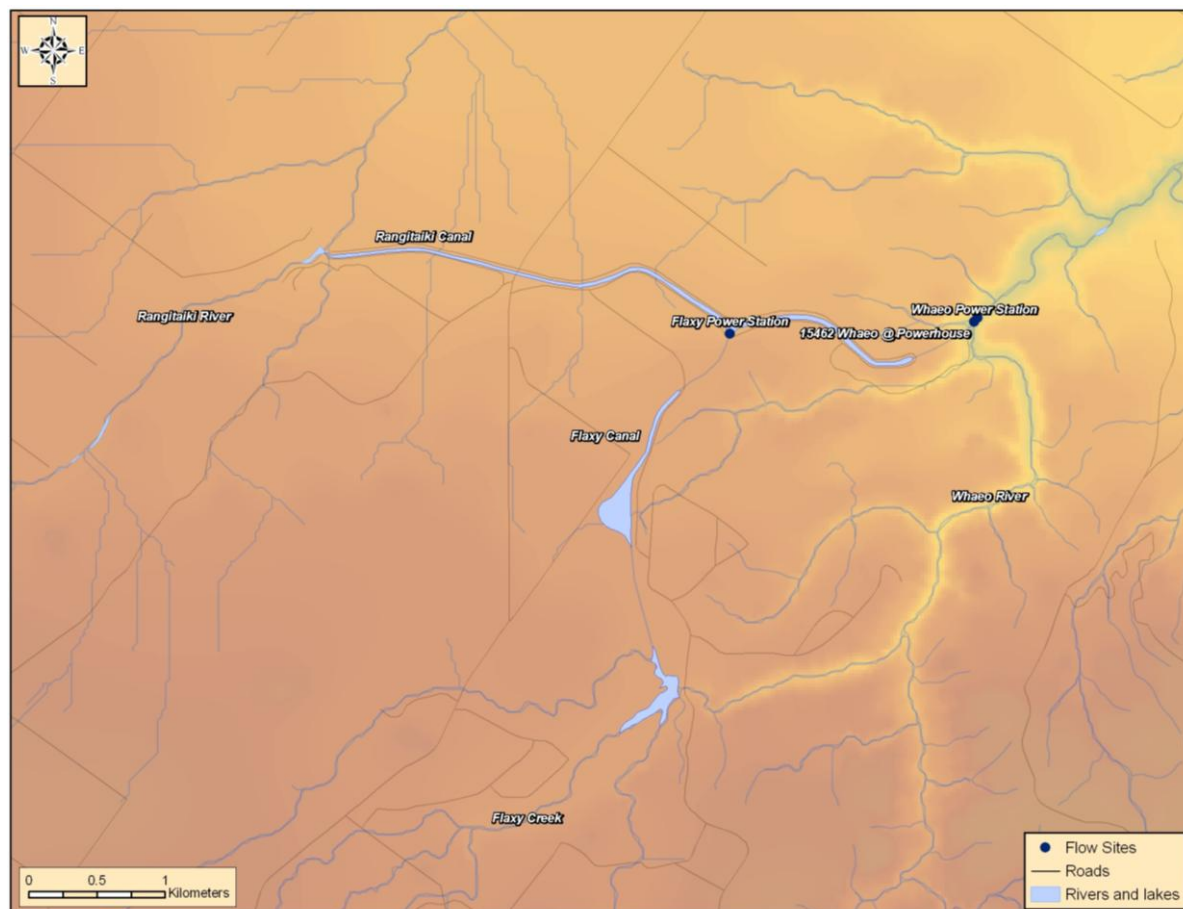 N
W E
S
Rangitaiki Canal
Rangitaiki River
Flaxy Power Station
Whaeo Power Station
15462 Whaeo @ Powerhouse
Flaxy Canal
Whaeo River
Flaxy Creek
0 0.5 1
Kilometers
Flow Sites
Roads
Rivers and lakes